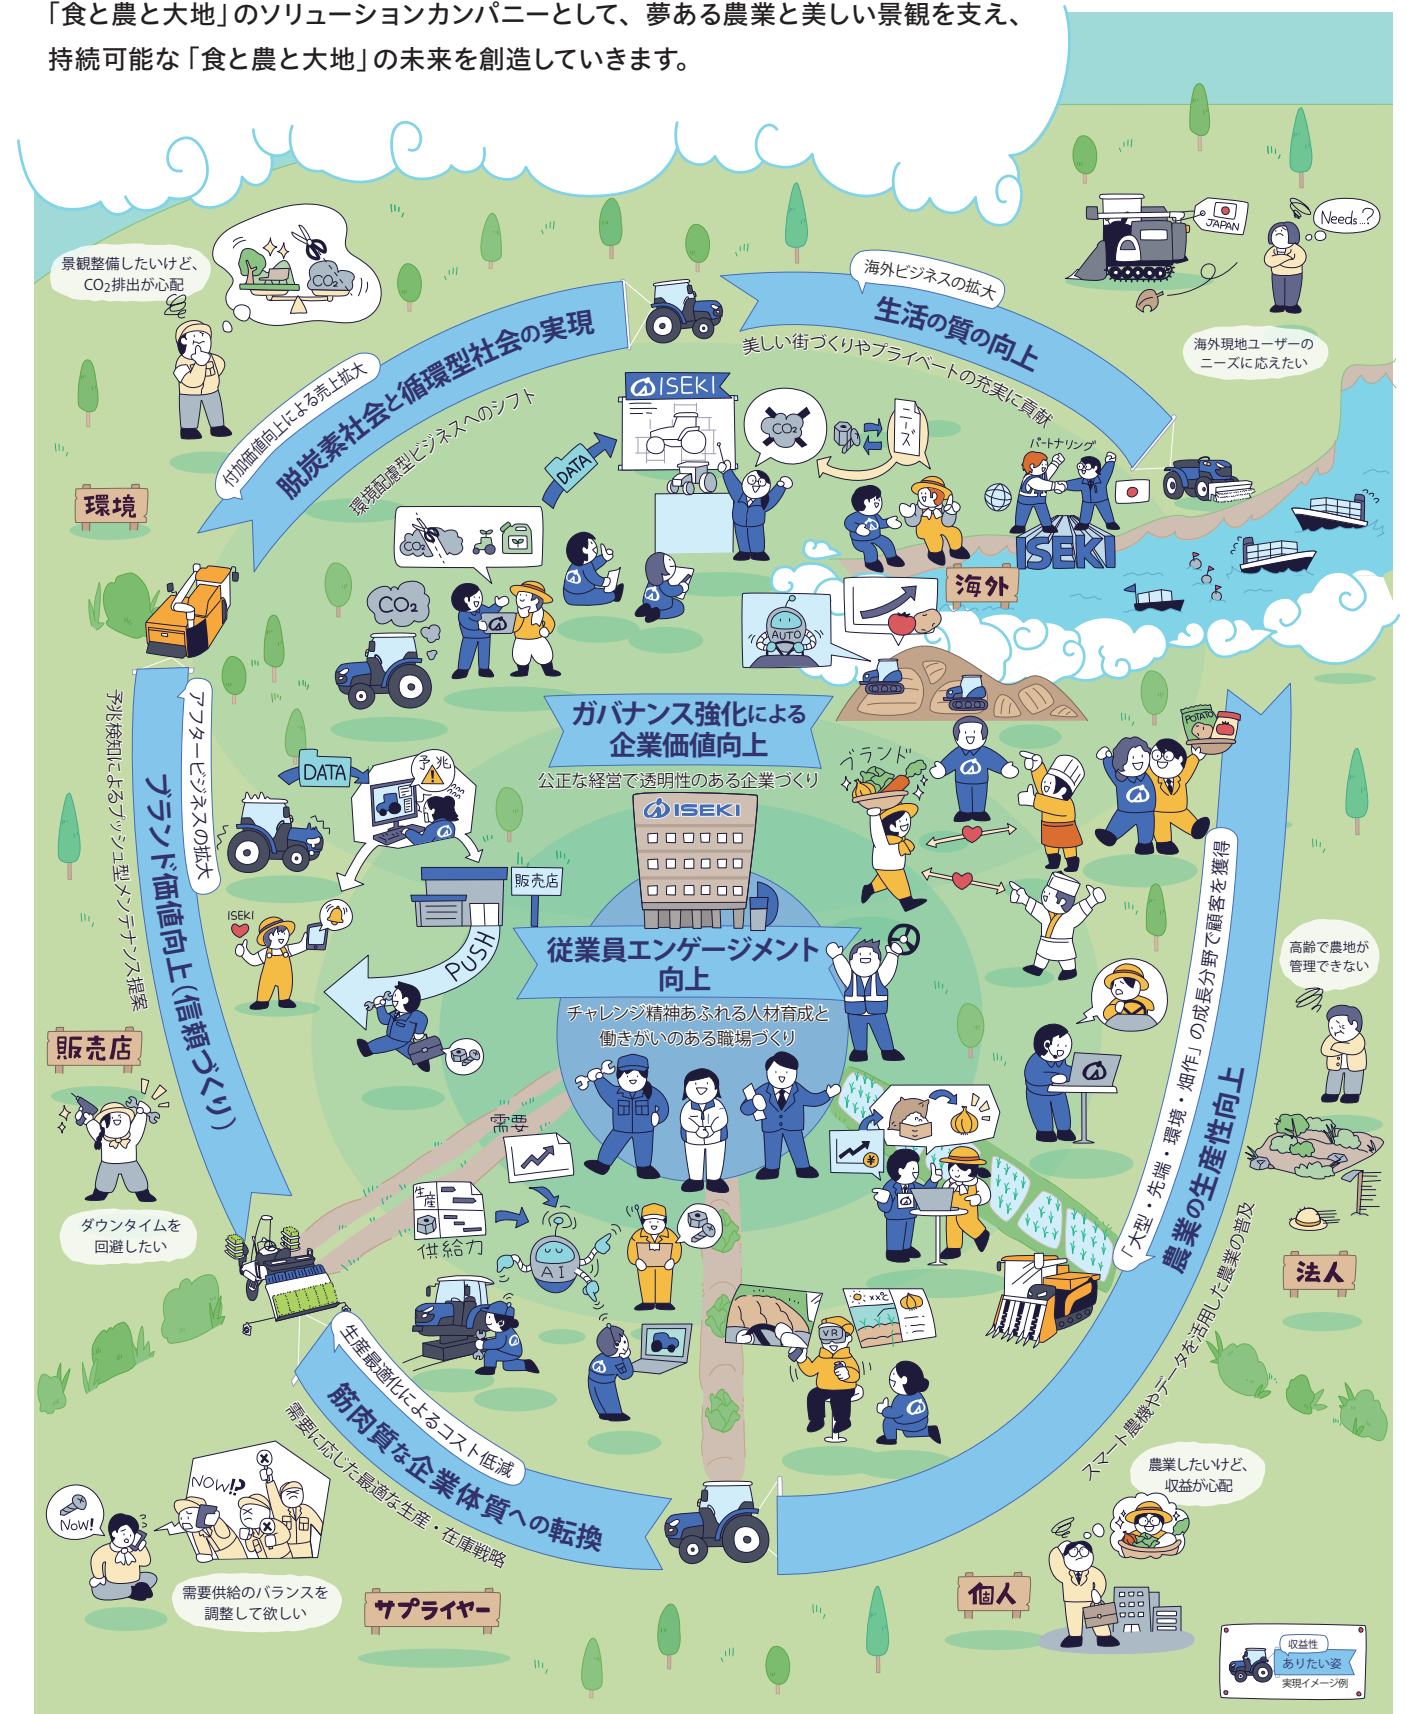 「食と農と大地」のソリューションカンパニーとして、夢ある農業と美しい景観を支え、
持続可能な「食と農と大地」の未来を創造していきます。
景観整備したいけど、
CO2排出が心配
CO2
付加価値向上による売上拡大
脱炭素社会と循環型社会の実現
環境配慮型ビジネスへのシフト
環境
海外ビジネスの拡大
生活の質の向上
美しい街づくりやプライベートの充実に貢献
JAPAN
Needs...?
海外現地ユーザーの
ニーズに応えたい
ISEKI
DATA
CO2
ニーズ
パートナリング
ISEKI
海外
CO2
CO2
AUTO
ガバナンス強化による
企業価値向上
公正な経営で透明性のある企業づくり
ISEKI
従業員エンゲージメント
向上
チャレンジ精神あふれる人材育成と
働きがいのある職場づくり
アフタービジネスの拡大
ブランド価値向上(信頼づくり)
予兆検知によるプッシュ型メンテナンス提案
DATA
予兆
販売店
ISEKI
PUSH
販売店
ダウンタイムを
回避したい
ブランド
POTATO
「大型・先端・環境・畑作」の成長分野で顧客を獲得
農業の生産性向上
スマート農機やデータを活用した農業の普及
高齢で農地が
管理できない
法人
¥
需要
生産
供給力
AI
××℃
VR
生産最適化によるコスト低減
筋肉質な企業体質への転換
需要に応じた最適な生産・在庫戦略
NOW!
NOW!?
需要供給のバランスを
調整して欲しい
サプライヤー
農業したいけど、
収益が心配
個人
収益性
ありたい姿
実現イメージ例